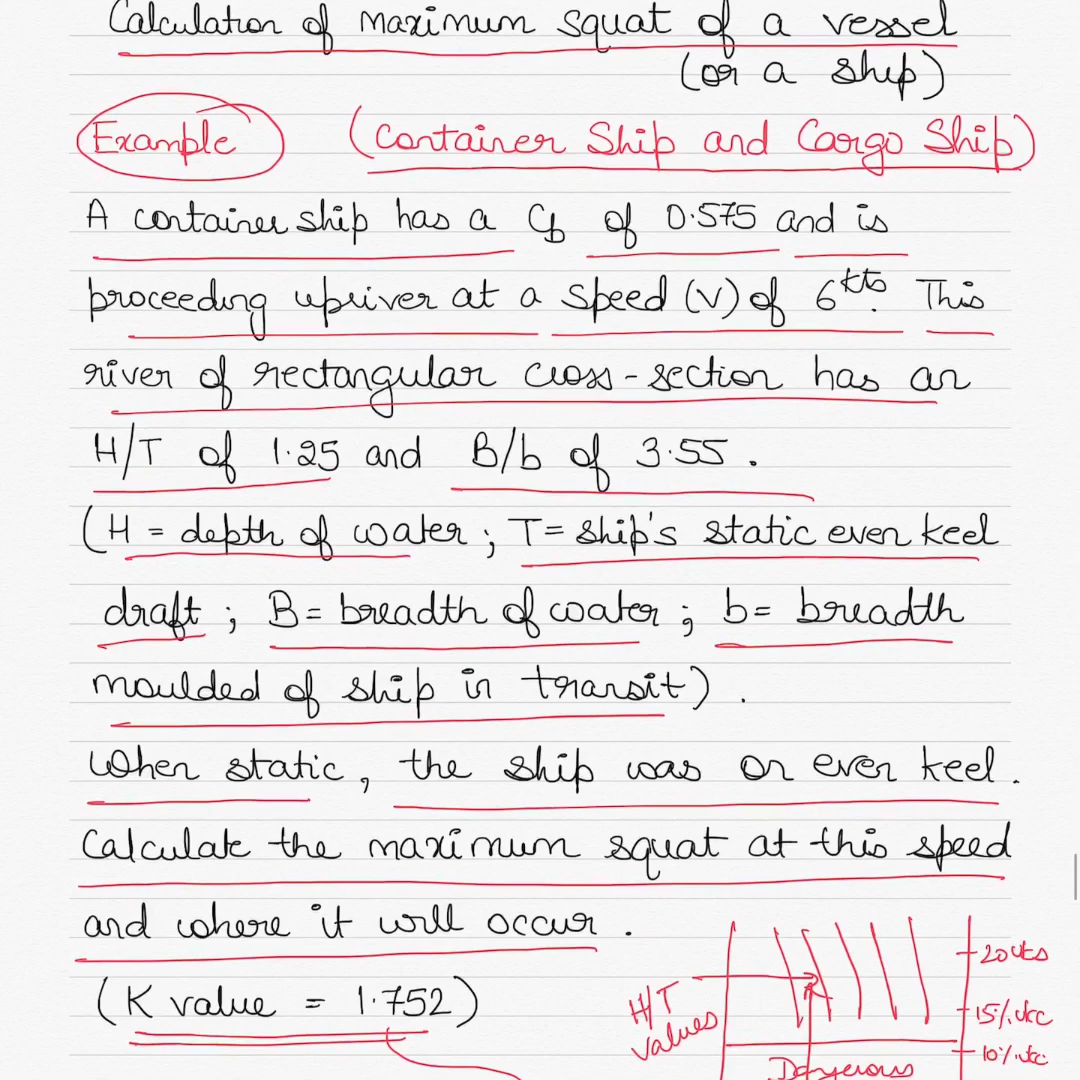 Calculation of maximum squat of a vessel
(or a ship)
Example (Container Ship and Cargo Ship)
A container ship has a Cb of 0.575 and is
proceeding upriver at a speed (V) of 6 kts. This
river of rectangular cross-section has an
H/T of 1.25 and B/b of 3.55.
(H = depth of water; T = ship's static even keel
draft; B = breadth of water; b = breadth
moulded of ship in transit).
When static, the ship was on even keel.
Calculate the maximum squat at this speed
and where it will occur.
(K value = 1.752)
H/T values
20
15%
10%
Dangerous